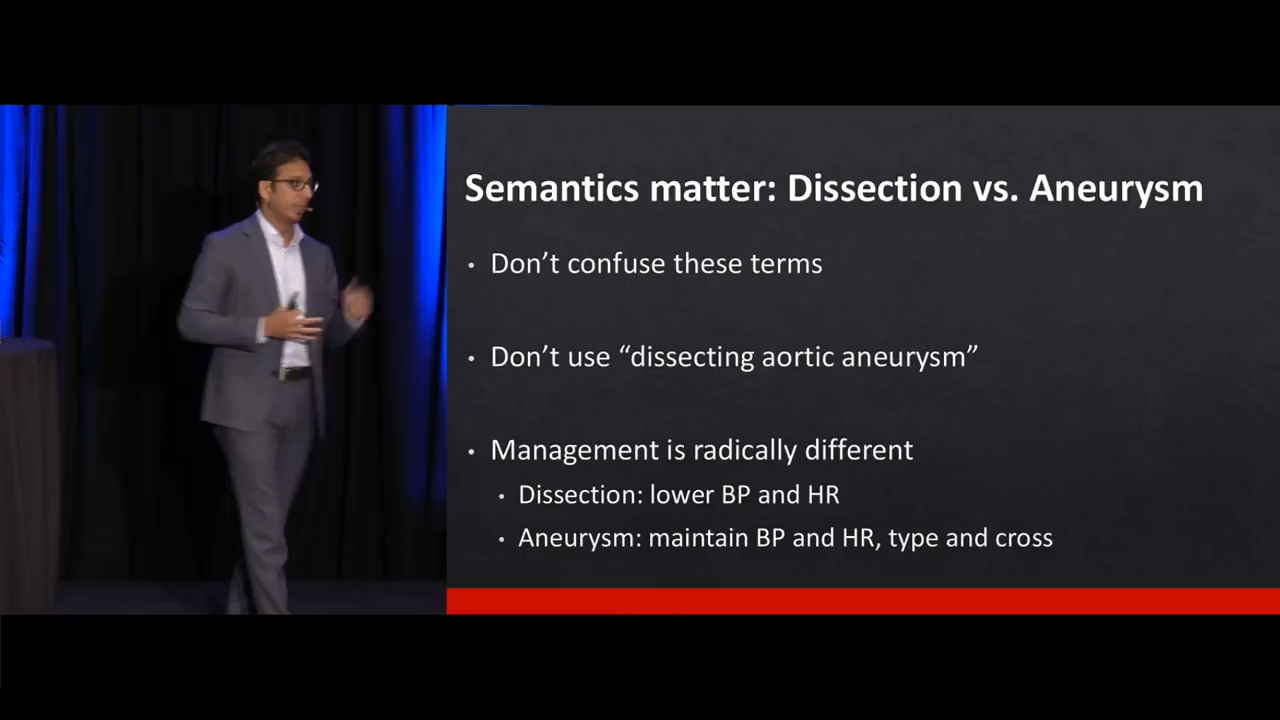 Semantics matter: Dissection vs. Aneurysm
• Don’t confuse these terms
• Don’t use “dissecting aortic aneurysm”
• Management is radically different
• Dissection: lower BP and HR
• Aneurysm: maintain BP and HR, type and cross